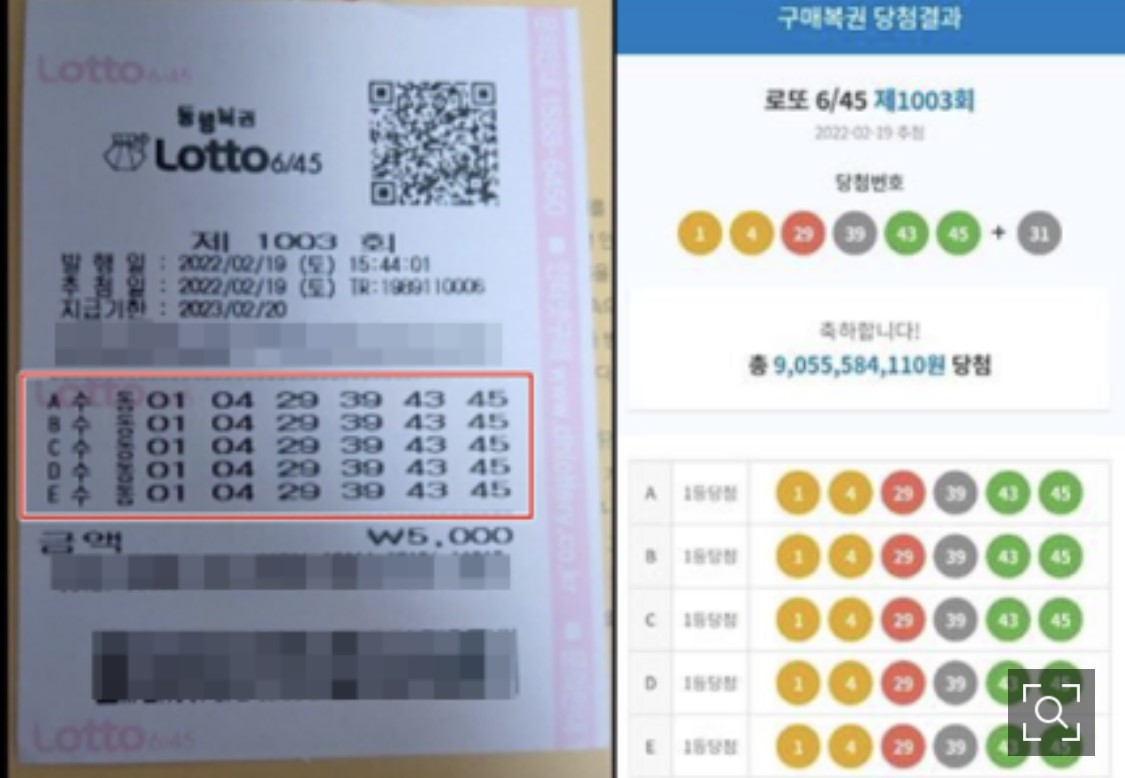 Lotto 6/45
동행복권
Lotto 6/45
제 1003 회
발 행 일 : 2022/02/19 (토) 15:44:01
추 첨 일 : 2022/02/19 (토) TR:1989110006
지급기한 : 2023/02/20
A 수 동 01 04 29 39 43 45
B 수 동 01 04 29 39 43 45
C 수 동 01 04 29 39 43 45
D 수 동 01 04 29 39 43 45
E 수 동 01 04 29 39 43 45
금 액 ₩5,000
Lotto 6/45
구매복권 당첨결과
로또 6/45 제1003회
2022-02-19 추첨
당첨번호
1 4 29 39 43 45 + 31
축하합니다!
총 9,055,584,110원 당첨
A 1등당첨 1 4 29 39 43 45
B 1등당첨 1 4 29 39 43 45
C 1등당첨 1 4 29 39 43 45
D 1등당첨 1 4 29 39 43 45
E 1등당첨 1 4 29 39 43 45